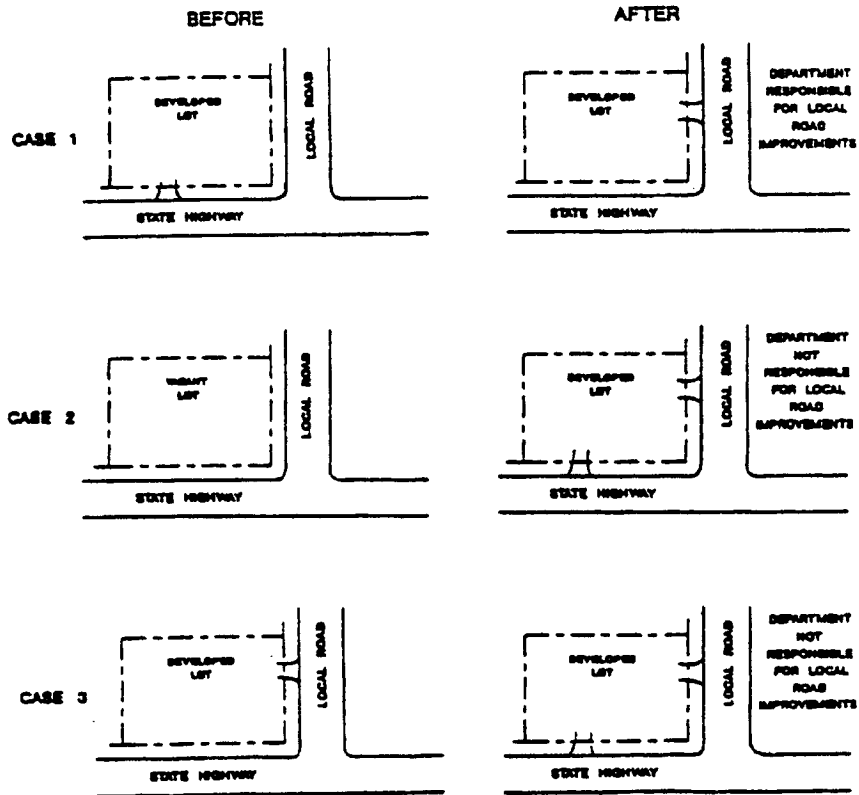 BEFORE
AFTER
CASE 1
DEVELOPED
LOT
LOCAL ROAD
STATE HIGHWAY
DEVELOPED
LOT
LOCAL ROAD
STATE HIGHWAY
DEPARTMENT
RESPONSIBLE
FOR LOCAL
ROAD
IMPROVEMENTS
CASE 2
VACANT
LOT
LOCAL ROAD
STATE HIGHWAY
DEVELOPED
LOT
LOCAL ROAD
STATE HIGHWAY
DEPARTMENT
NOT
RESPONSIBLE
FOR LOCAL
ROAD
IMPROVEMENTS
CASE 3
DEVELOPED
LOT
LOCAL ROAD
STATE HIGHWAY
DEVELOPED
LOT
LOCAL ROAD
STATE HIGHWAY
DEPARTMENT
NOT
RESPONSIBLE
FOR LOCAL
ROAD
IMPROVEMENTS